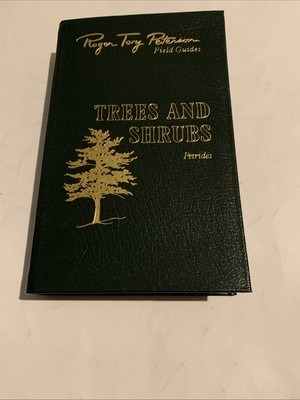 Roger Tory Peterson
Field Guides
TREES AND
SHRUBS
Petrides